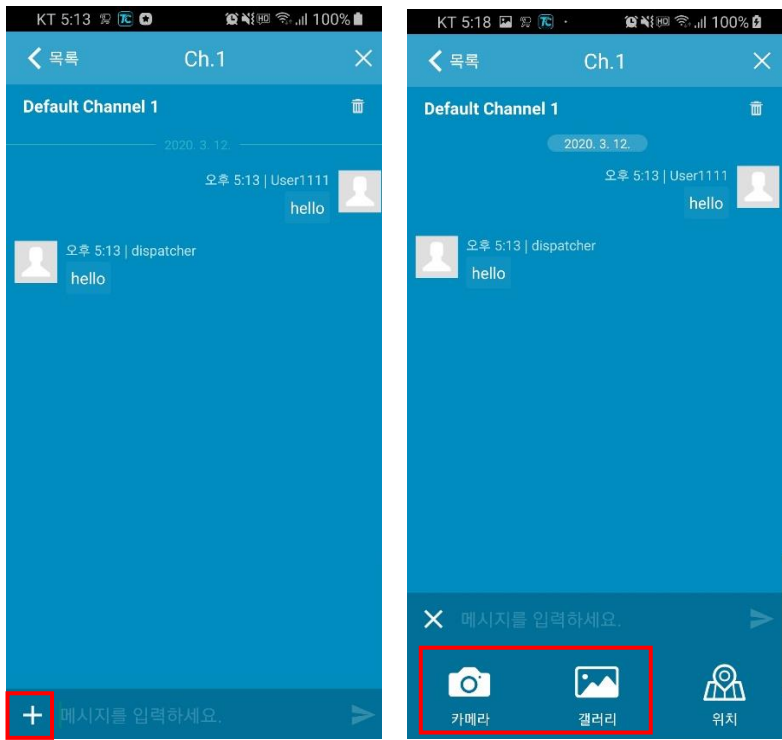 KT 5:13 100%
목록 Ch.1
Default Channel 1
2020. 3. 12.
오후 5:13 | User1111
hello
오후 5:13 | dispatcher
hello
메시지를 입력하세요.
KT 5:18 100%
목록 Ch.1
Default Channel 1
2020. 3. 12.
오후 5:13 | User1111
hello
오후 5:13 | dispatcher
hello
메시지를 입력하세요.
카메라 갤러리 위치